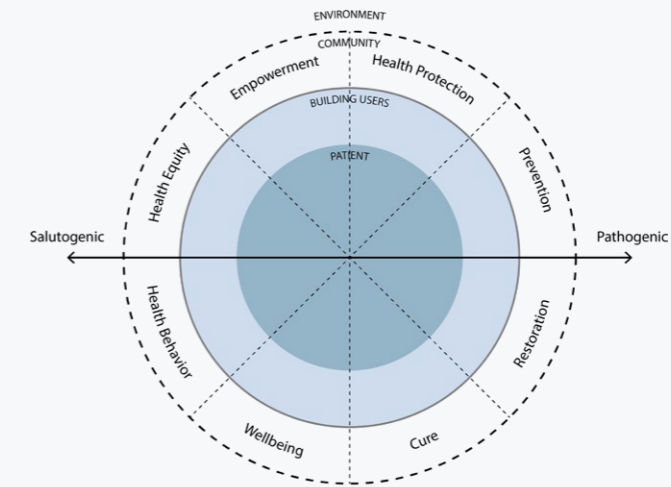 ENVIRONMENT
COMMUNITY
Empowerment
Health Protection
BUILDING USERS
Health Equity
PATIENT
Prevention
Salutogenic
Pathogenic
Health Behavior
Restoration
Wellbeing
Cure